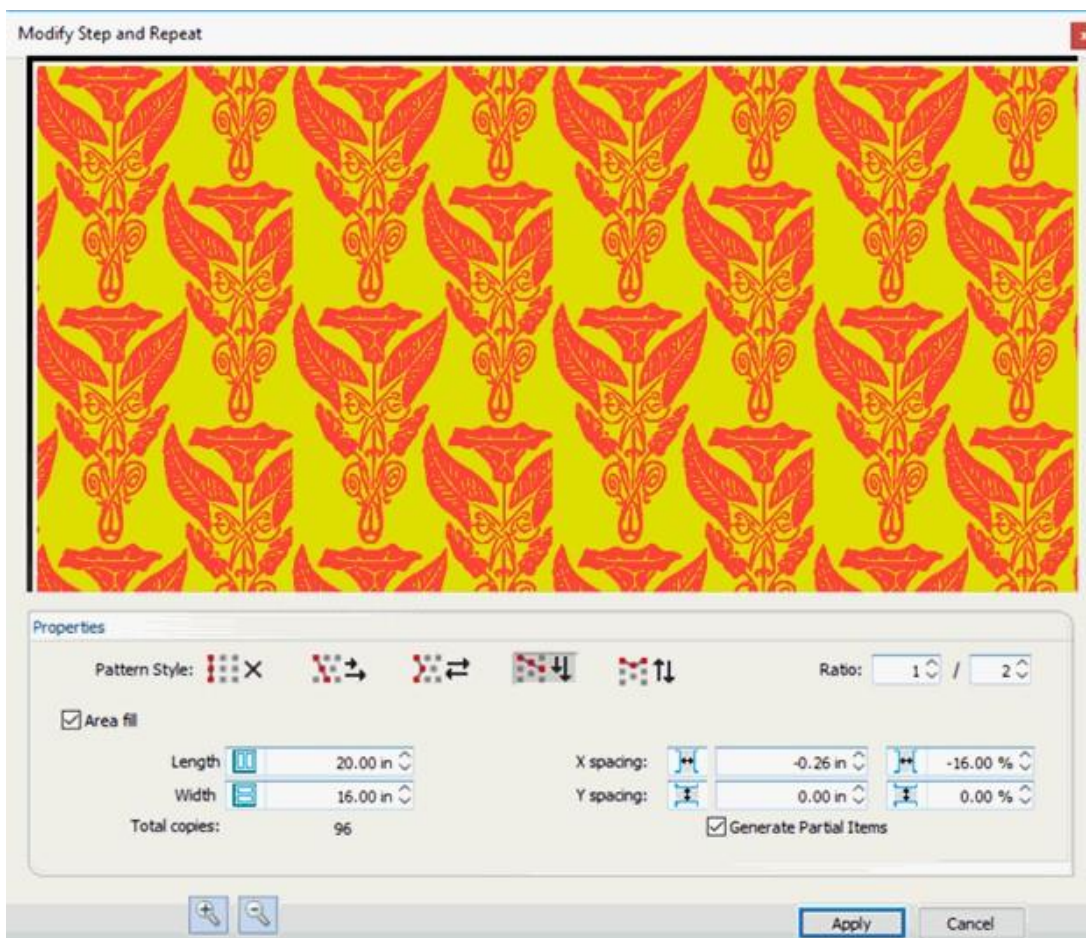 Modify Step and Repeat
Properties
Pattern Style: Ratio: 1 / 2
Area fill
Length 20.00 in X spacing: -0.26 in -16.00 %
Width 16.00 in Y spacing: 0.00 in 0.00 %
Total copies: 96 Generate Partial Items
Apply Cancel